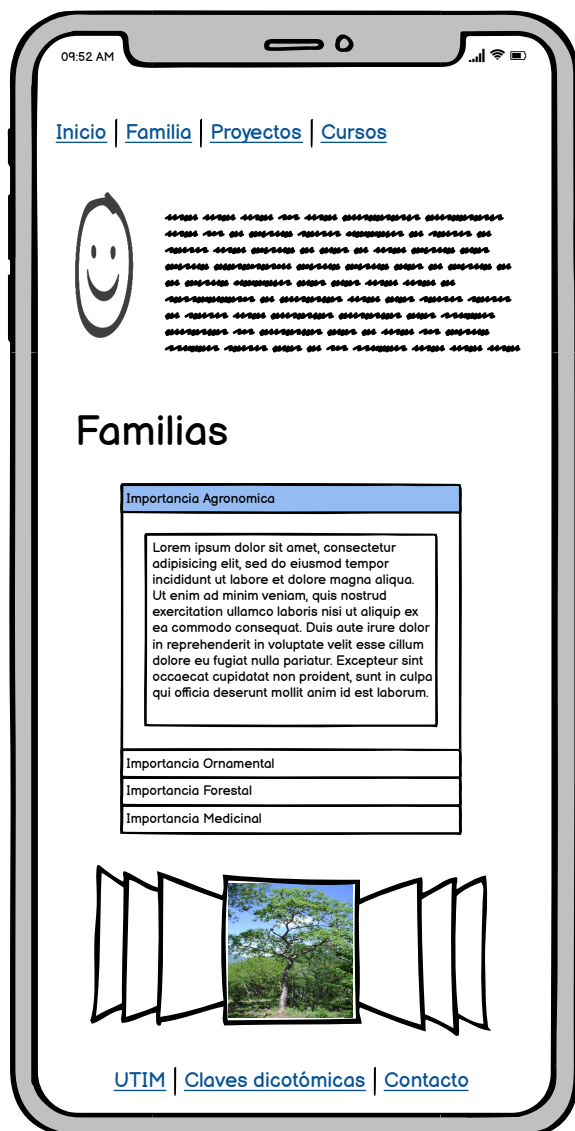 09:52 AM
Inicio | Familia | Proyectos | Cursos
Familias
Importancia Agronomica
Lorem ipsum dolor sit amet, consectetur
adipisicing elit, sed do eiusmod tempor
incididunt ut labore et dolore magna aliqua.
Ut enim ad minim veniam, quis nostrud
exercitation ullamco laboris nisi ut aliquip ex
ea commodo consequat. Duis aute irure dolor
in reprehenderit in voluptate velit esse cillum
dolore eu fugiat nulla pariatur. Excepteur sint
occaecat cupidatat non proident, sunt in culpa
qui officia deserunt mollit anim id est laborum.
Importancia Ornamental
Importancia Forestal
Importancia Medicinal
UTIM | Claves dicotómicas | Contacto